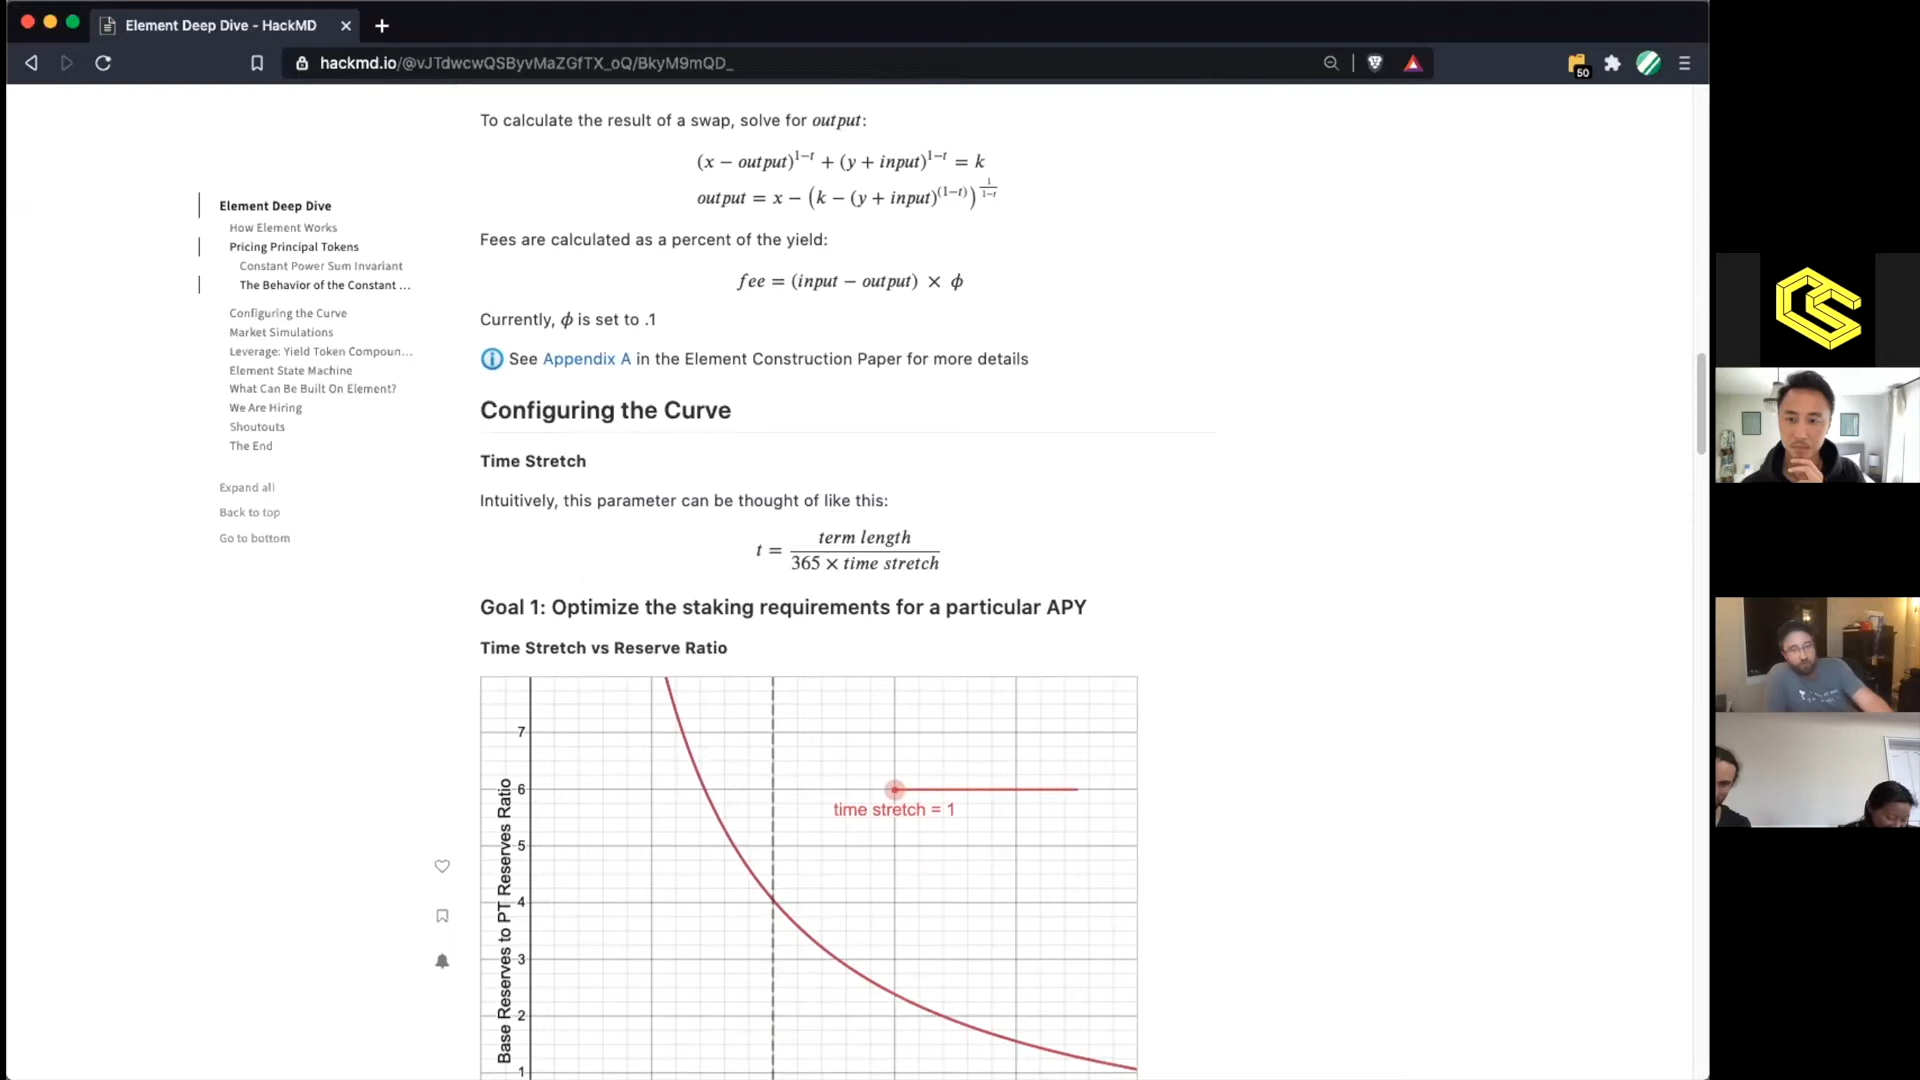 Element Deep Dive - HackMD
hackmd.io/@vJTdwcwQSByvMaZGfTX_oQ/BkyM9mQD_
50
Element Deep Dive
How Element Works
Pricing Principal Tokens
Constant Power Sum Invariant
The Behavior of the Constant ...
Configuring the Curve
Market Simulations
Leverage: Yield Token Compoun...
Element State Machine
What Can Be Built On Element?
We Are Hiring
Shoutouts
The End
Expand all
Back to top
Go to bottom
To calculate the result of a swap, solve for output:
(x − output)^{1−t} + (y + input)^{1−t} = k
output = x − (k − (y + input)^{(1−t)})^{\frac{1}{1−t}}
Fees are calculated as a percent of the yield:
fee = (input − output) × ϕ
Currently, ϕ is set to .1
See Appendix A in the Element Construction Paper for more details
Configuring the Curve
Time Stretch
Intuitively, this parameter can be thought of like this:
t = \frac{term length}{365 × time stretch}
Goal 1: Optimize the staking requirements for a particular APY
Time Stretch vs Reserve Ratio
Base Reserves to PT Reserves Ratio
7
6
5
4
3
2
1
time stretch = 1